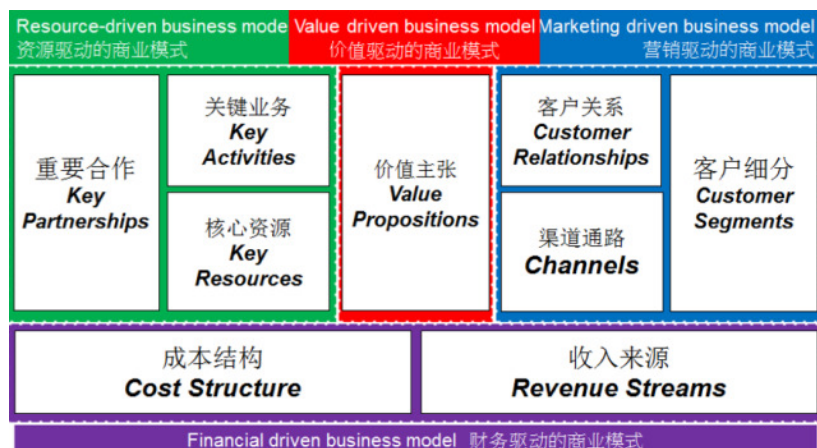 Resource-driven business mode
资源驱动的商业模式
Value driven business model
价值驱动的商业模式
Marketing driven business model
营销驱动的商业模式
重要合作
Key
Partnerships
关键业务
Key
Activities
核心资源
Key
Resources
价值主张
Value
Propositions
客户关系
Customer
Relationships
渠道通路
Channels
客户细分
Customer
Segments
成本结构
Cost Structure
收入来源
Revenue Streams
Financial driven business model 财务驱动的商业模式